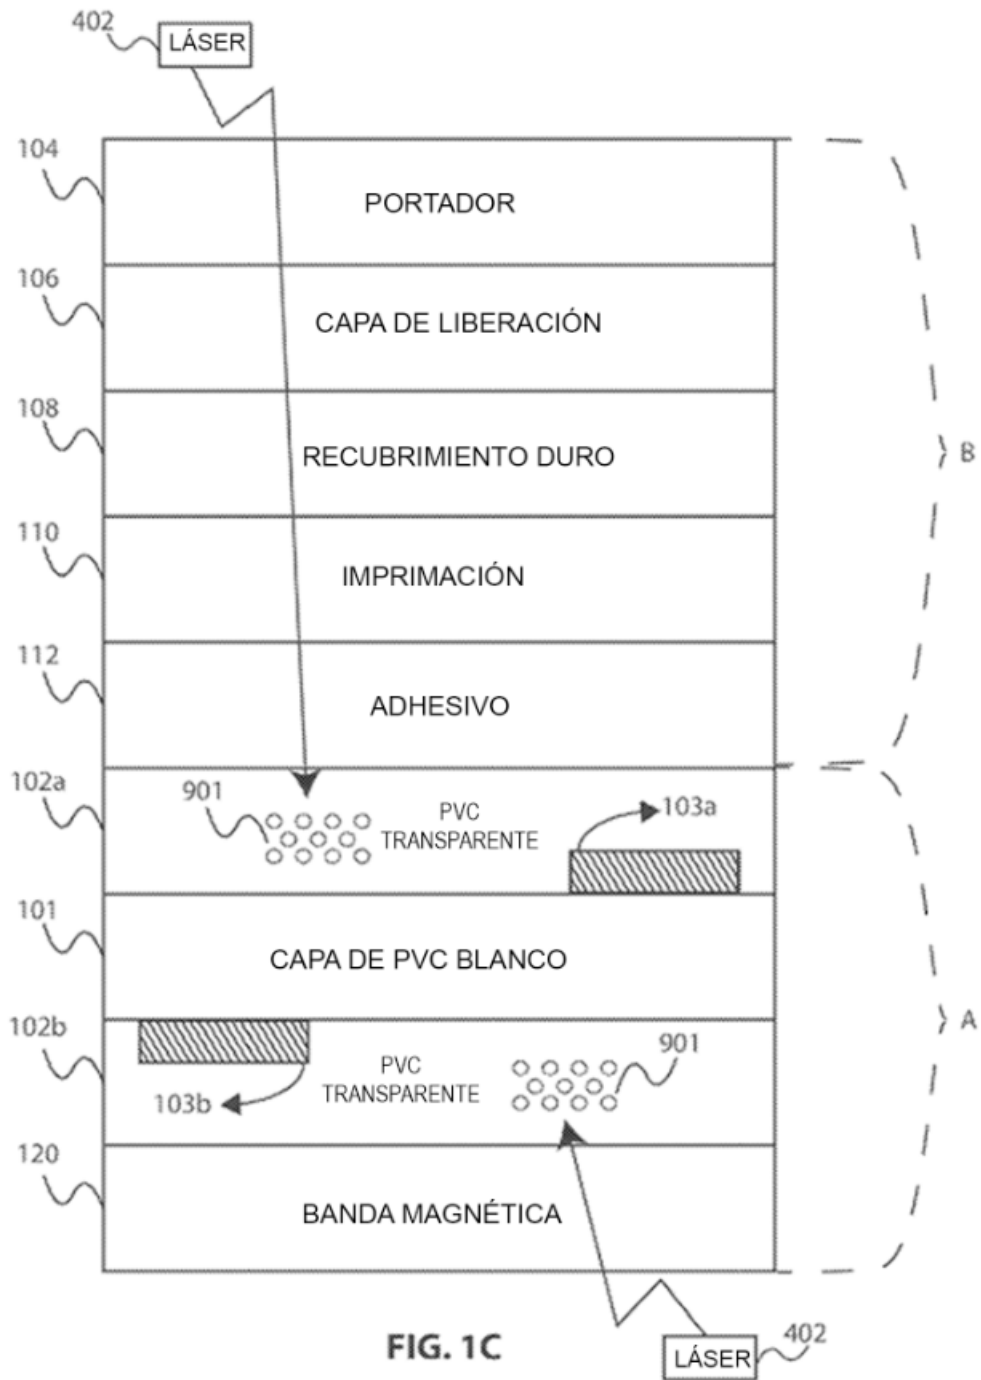 402
LÁSER
104
PORTADOR
106
CAPA DE LIBERACIÓN
108
RECUBRIMIENTO DURO
B
110
IMPRIMACIÓN
112
ADHESIVO
102a
901
PVC
TRANSPARENTE
103a
101
CAPA DE PVC BLANCO
102b
A
PVC
TRANSPARENTE
901
103b
120
BANDA MAGNÉTICA
FIG. 1C
LÁSER
402